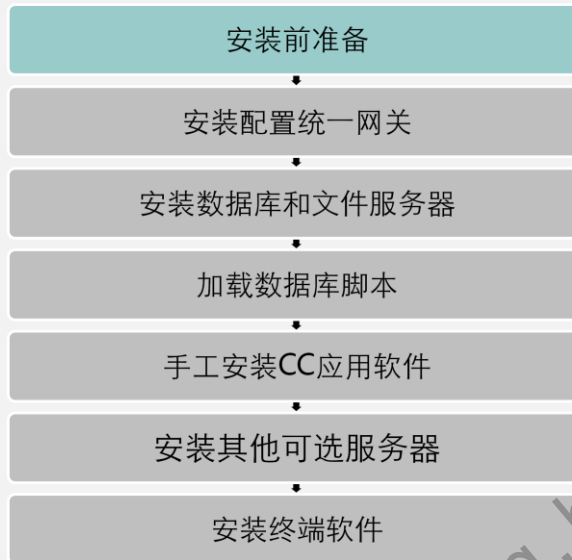 安装前准备
安装配置统一网关
安装数据库和文件服务器
加载数据库脚本
手工安装CC应用软件
安装其他可选服务器
安装终端软件